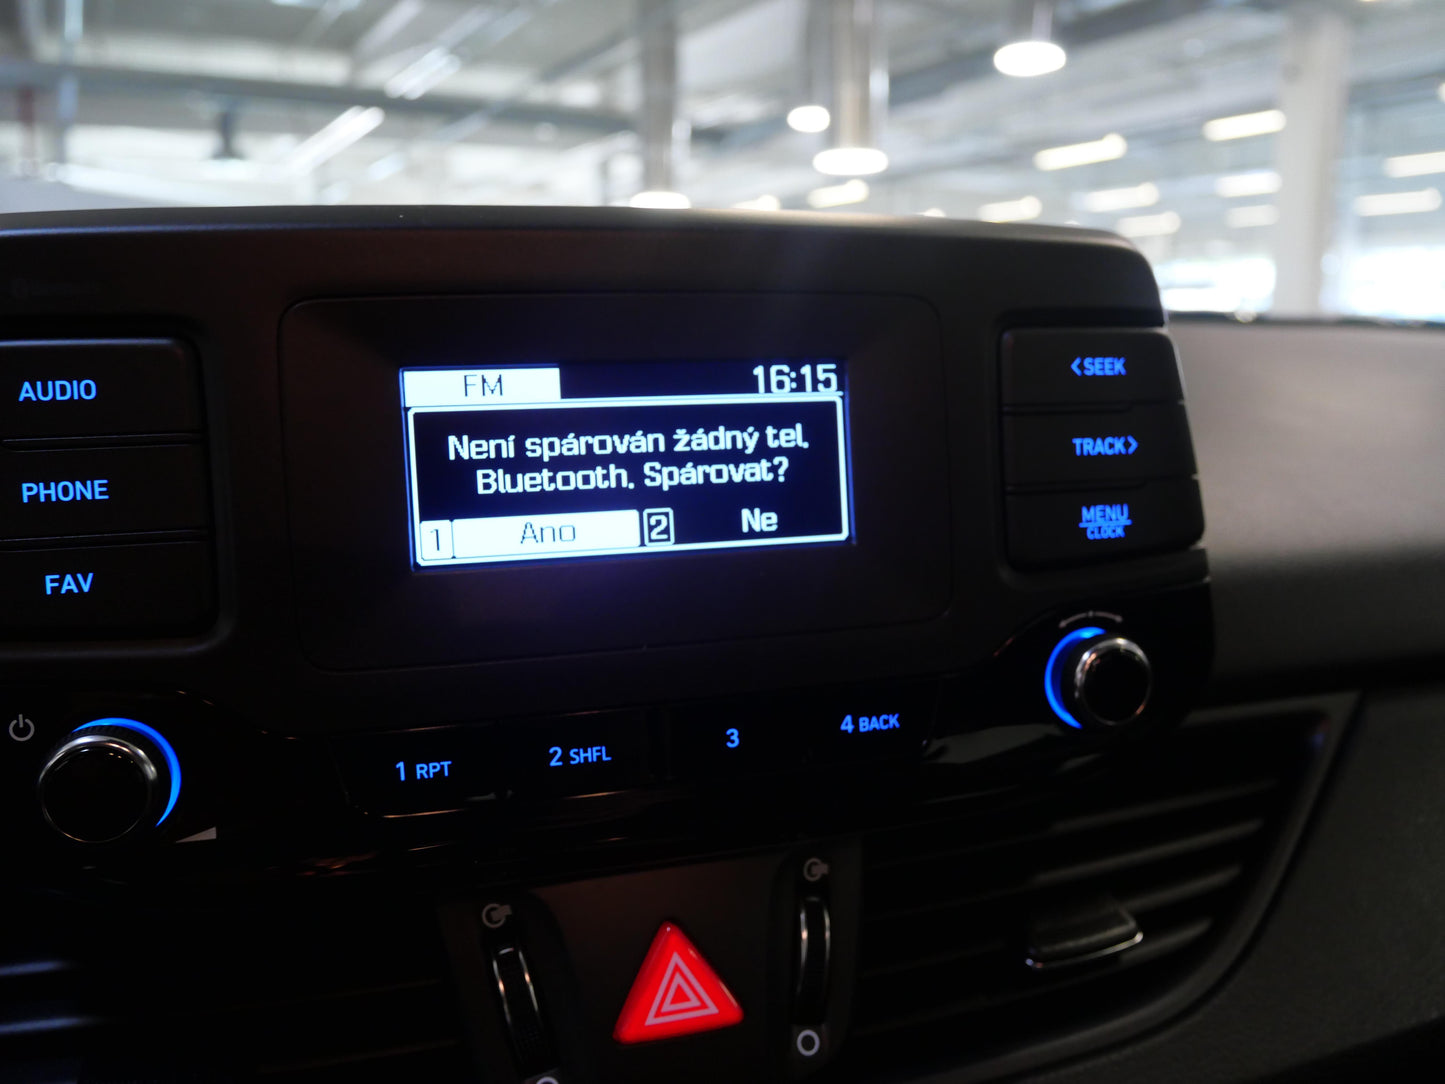 FM 16:15
Není spárován žádný tel.
Bluetooth. Spárovat?
1 Ano 2 Ne
AUDIO
PHONE
FAV
<SEEK
TRACK>
MENU
CLOCK
1 RPT 2 SHFL 3 4 BACK